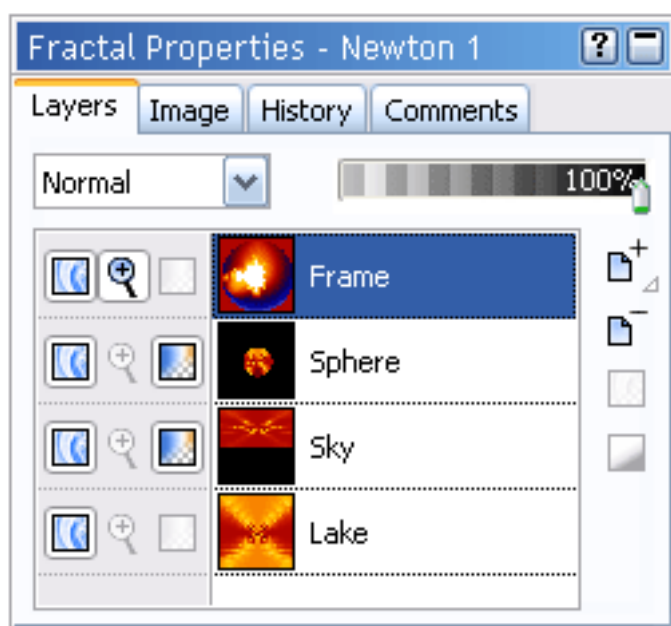 Fractal Properties - Newton 1 ?
Layers Image History Comments
Normal 100%
Frame
Sphere
Sky
Lake